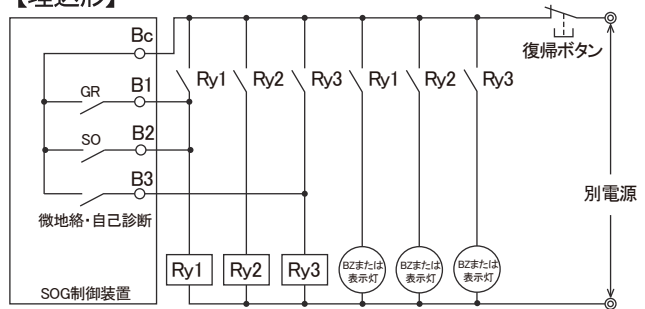 【埋込形】
Bc
復帰ボタン
GR
B1
Ry1
Ry2
Ry3
Ry1
Ry2
Ry3
SO
B2
B3
微地絡・自己診断
別電源
Ry1
Ry2
Ry3
BZまたは
表示灯
BZまたは
表示灯
BZまたは
表示灯
SOG制御装置